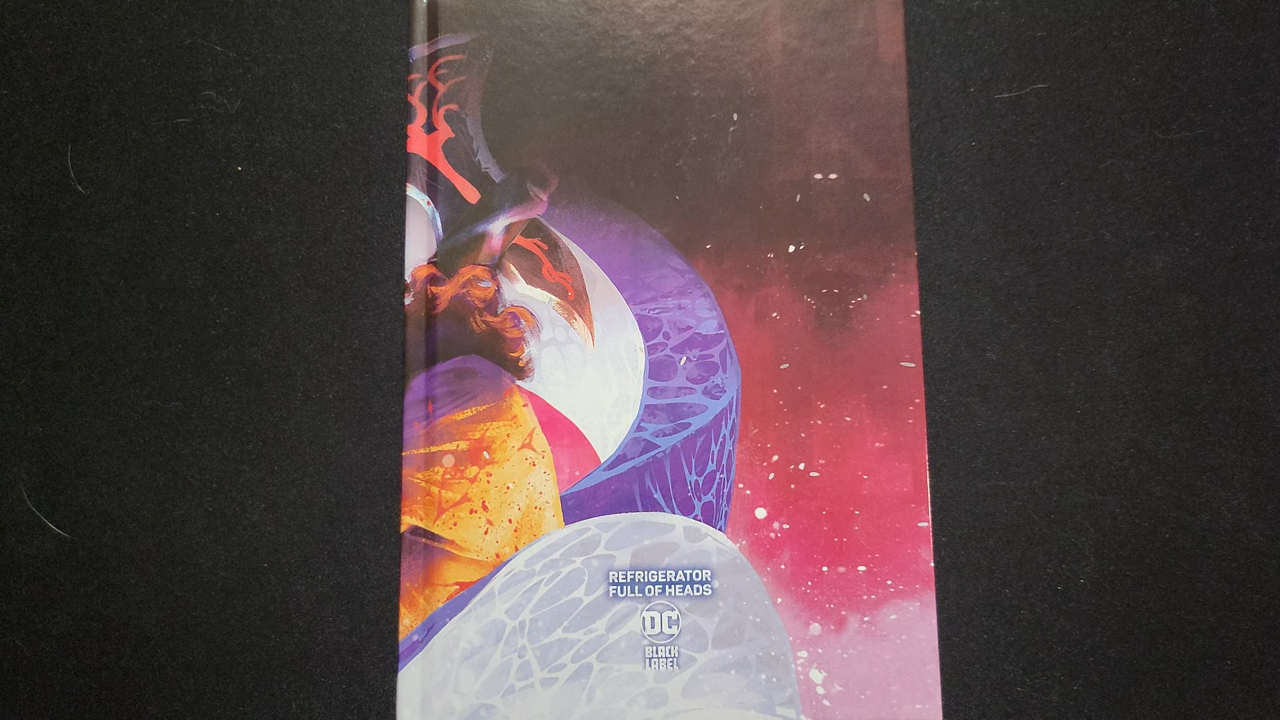 REFRIGERATOR
FULL OF HEADS
DC
BLACK
LABEL